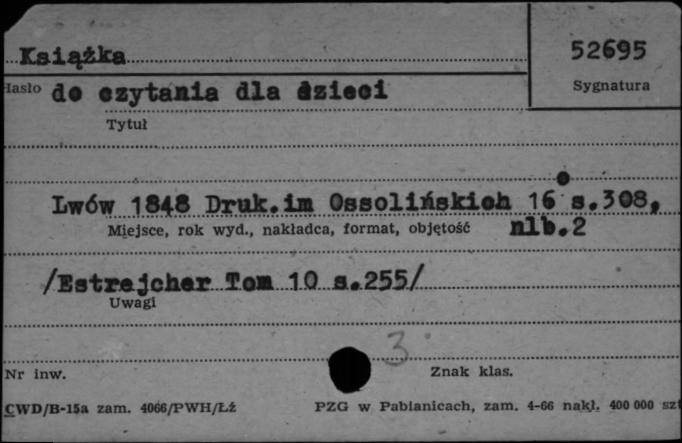 Książka
52695
Hasło
Sygnatura
do czytania dla dzieci
Tytuł
Lwów 1848 Druk.im Ossolińskich 16° s.308,
Miejsce, rok wyd., nakładca, format, objętość
nlb.2
/Estrejcher Tom 10 s.255/
Uwagi
3
Nr inw.
Znak klas.
CWD/B-15a zam. 4066/PWH/Łż
PZG w Pabianicach, zam. 4-66 nakł. 400 000 szt